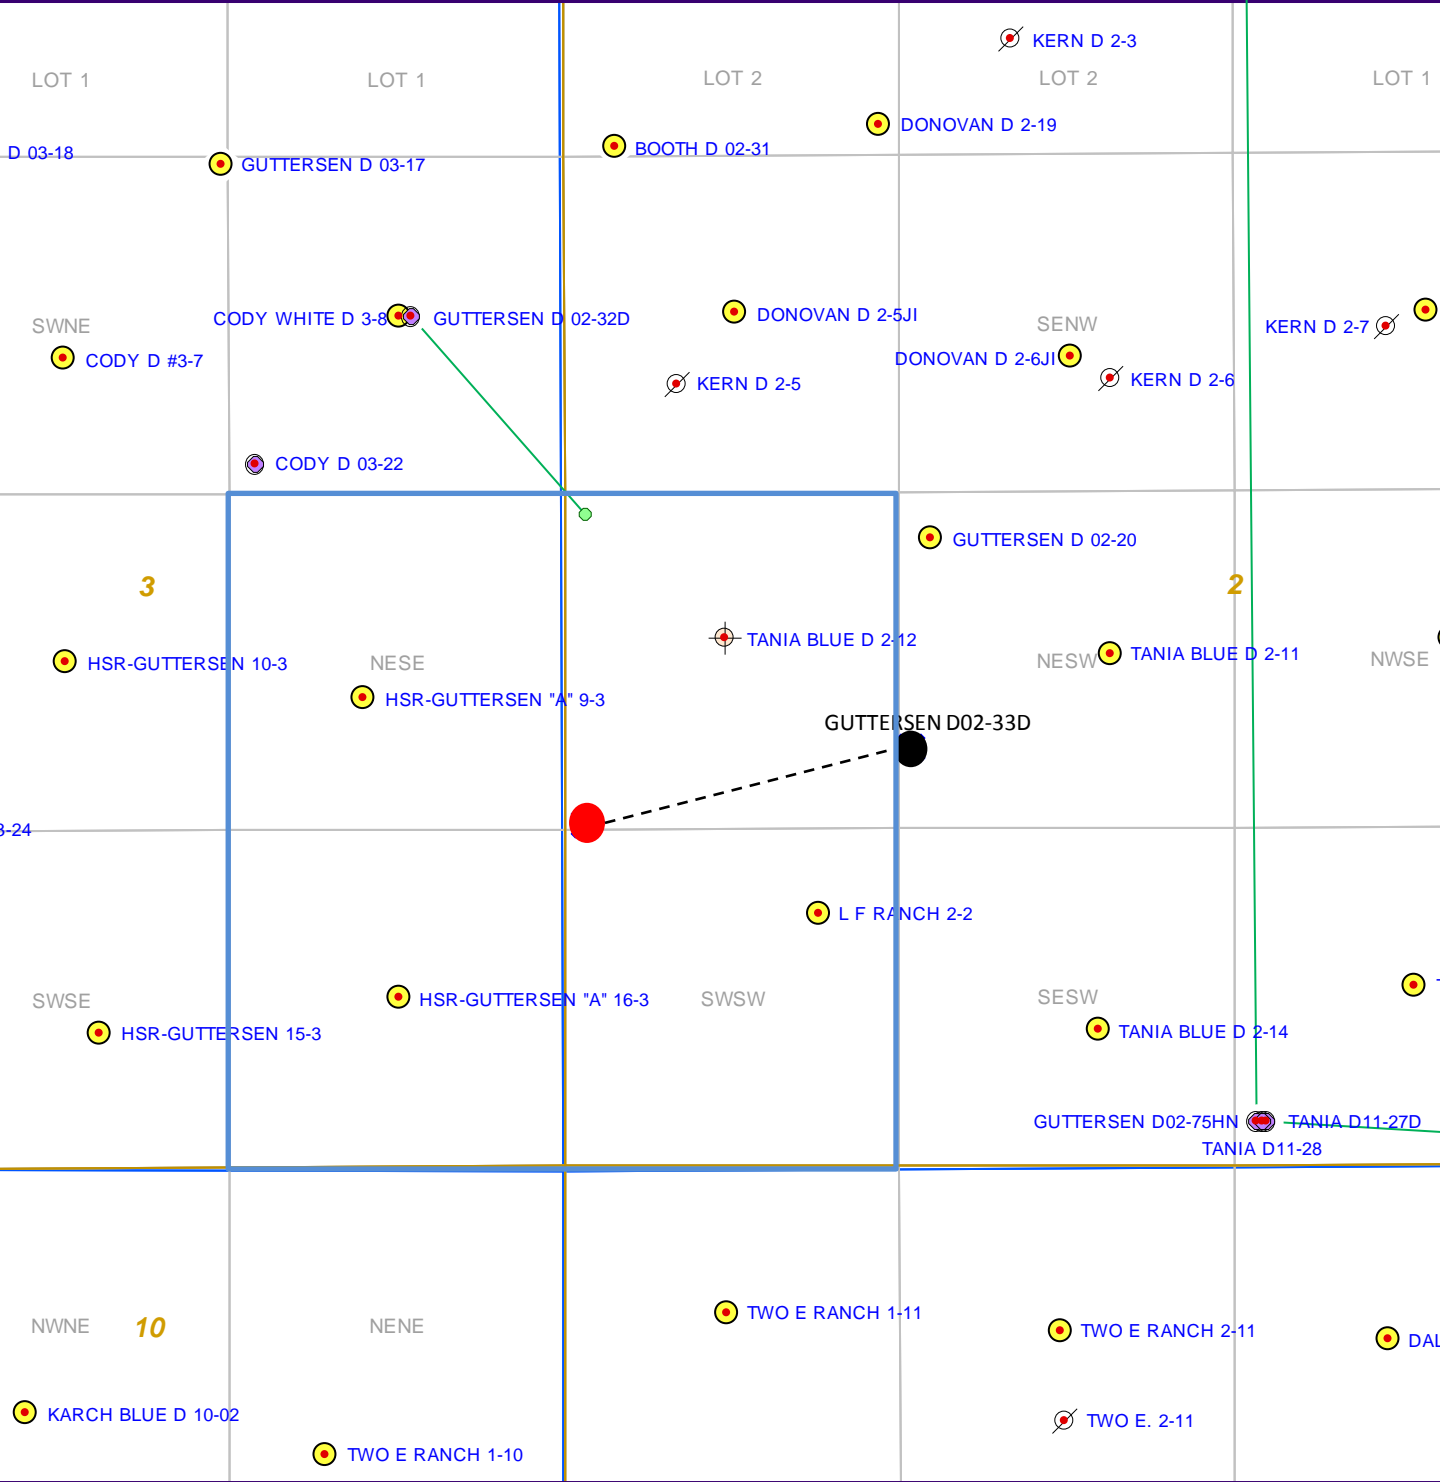 KERN D 2-3
LOT 1
LOT 1
LOT 2
LOT 2
LOT 1
DONOVAN D 2-19
D 03-18
BOOTH D 02-31
GUTTERSEN D 03-17
CODY WHITE D 3-8
GUTTERSEN D 02-32D
DONOVAN D 2-5JI
SWNE
SENW
KERN D 2-7
CODY D #3-7
DONOVAN D 2-6JI
KERN D 2-5
KERN D 2-6
CODY D 03-22
GUTTERSEN D 02-20
3
2
TANIA BLUE D 2-12
HSR-GUTTERSEN 10-3
NESE
NESW
TANIA BLUE D 2-11
NWSE
HSR-GUTTERSEN "A" 9-3
GUTTERSEN D02-33D
3-24
L F RANCH 2-2
SWSE
HSR-GUTTERSEN "A" 16-3
SWSW
SESW
HSR-GUTTERSEN 15-3
TANIA BLUE D 2-14
GUTTERSEN D02-75HN
TANIA D11-27D
TANIA D11-28
TWO E RANCH 1-11
NWNE
10
NENE
TWO E RANCH 2-11
DAL
KARCH BLUE D 10-02
TWO E. 2-11
TWO E RANCH 1-10